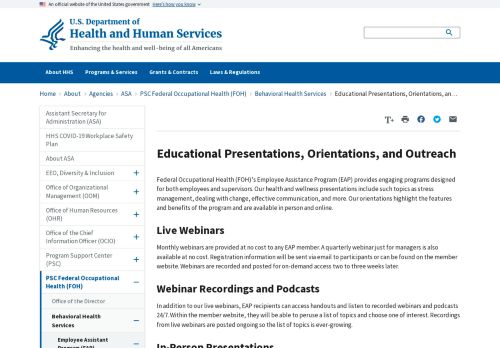 An official website of the United States government Here's how you know
U.S. Department of
Health and Human Services
Enhancing the health and well-being of all Americans
About HHS Programs & Services Grants & Contracts Laws & Regulations
Home > About > Agencies > ASA > PSC Federal Occupational Health (FOH) > Behavioral Health Services > Educational Presentations, Orientations, an...
Assistant Secretary for
Administration (ASA)
HHS COVID-19 Workplace Safety
Plan
About ASA
EEO, Diversity & Inclusion
Office of Organizational
Management (OOM)
Office of Human Resources
(OHR)
Office of the Chief
Information Officer (OCIO)
Program Support Center
(PSC)
PSC Federal Occupational
Health (FOH)
Office of the Director
Behavioral Health
Services
Employee Assistant
Program (EAP)
T+
Educational Presentations, Orientations, and Outreach
Federal Occupational Health (FOH)'s Employee Assistance Program (EAP) provides engaging programs designed
for both employees and supervisors. Our health and wellness presentations include such topics as stress
management, dealing with change, effective communication, and more. Our orientations highlight the features
and benefits of the program and are available in person and online.
Live Webinars
Monthly webinars are provided at no cost to any EAP member. A quarterly webinar just for managers is also
available at no cost. Registration information will be sent via email to participants or can be found on the member
website. Webinars are recorded and posted for on-demand access two to three weeks later.
Webinar Recordings and Podcasts
In addition to our live webinars, EAP recipients can access handouts and listen to recorded webinars and podcasts
24/7. Within the member website, they will be able to peruse a list of topics and choose one of interest. Recordings
from live webinars are posted ongoing so the list of topics is ever-growing.
In-Person Presentations